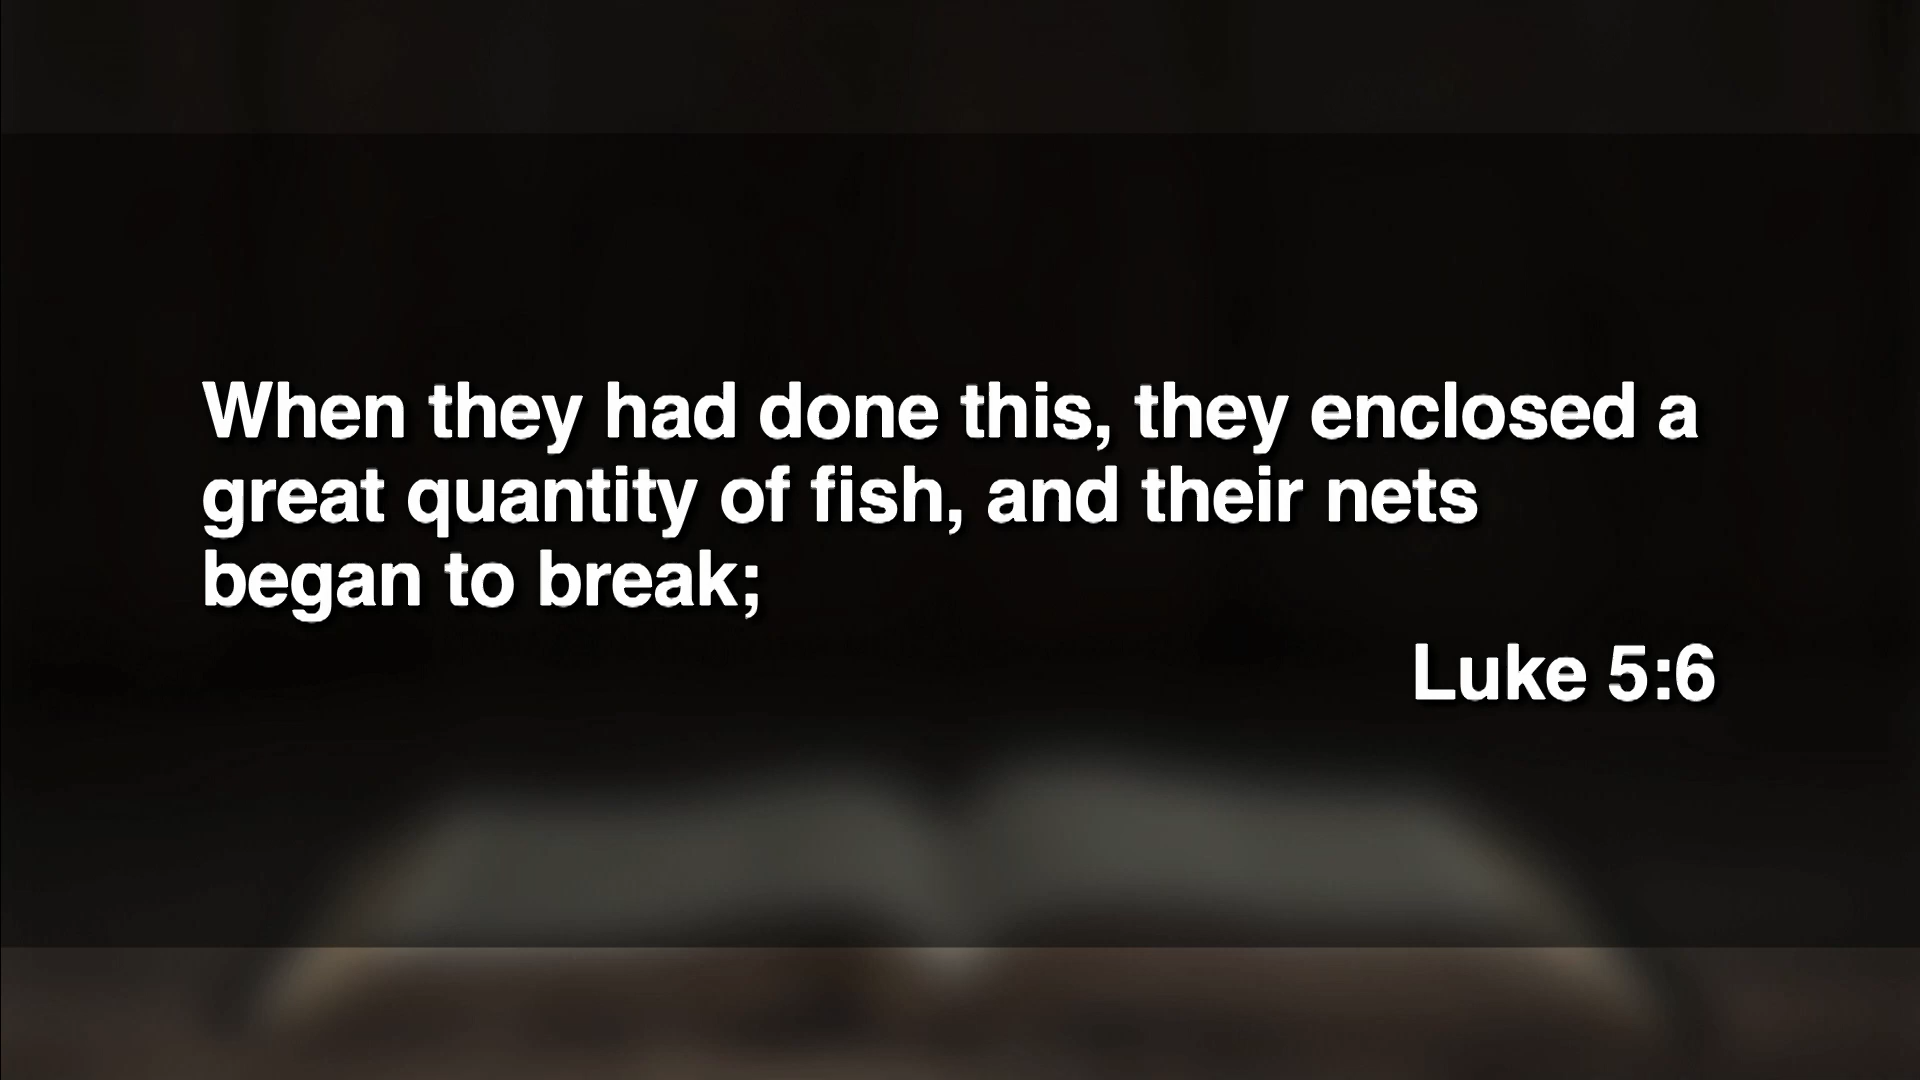 When they had done this, they enclosed a
great quantity of fish, and their nets
began to break;
Luke 5:6